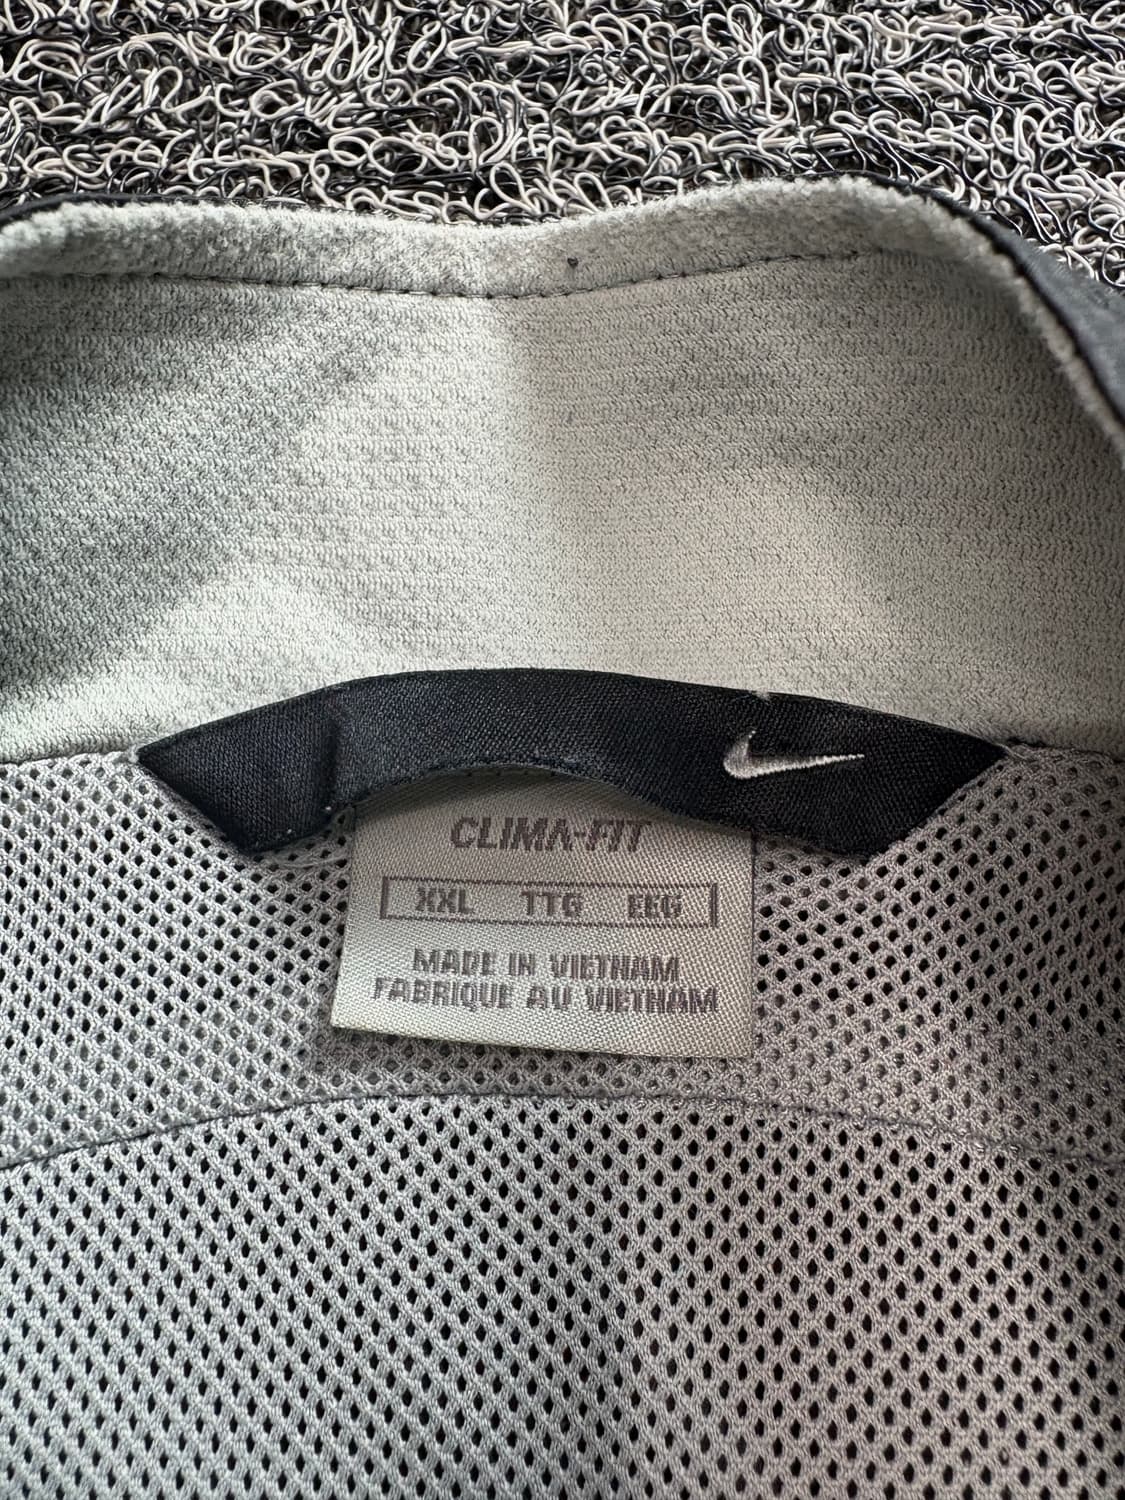 CLIMA-FIT
XXL TTG EEG
MADE IN VIETNAM
FABRIQUE AU VIETNAM